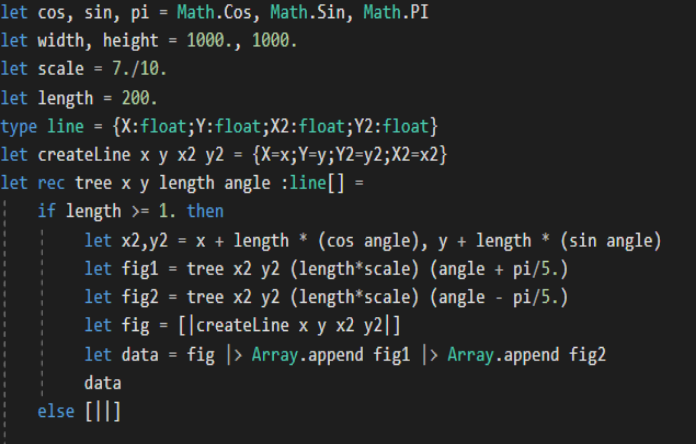 let cos, sin, pi = Math.Cos, Math.Sin, Math.PI
let width, height = 1000., 1000.
let scale = 7./10.
let length = 200.
type line = {X:float;Y:float;X2:float;Y2:float}
let createLine x y x2 y2 = {X=x;Y=y;Y2=y2;X2=x2}
let rec tree x y length angle :line[] =
    if length >= 1. then
        let x2,y2 = x + length * (cos angle), y + length * (sin angle)
        let fig1 = tree x2 y2 (length*scale) (angle + pi/5.)
        let fig2 = tree x2 y2 (length*scale) (angle - pi/5.)
        let fig = [|createLine x y x2 y2|]
        let data = fig |> Array.append fig1 |> Array.append fig2
        data
    else [||]